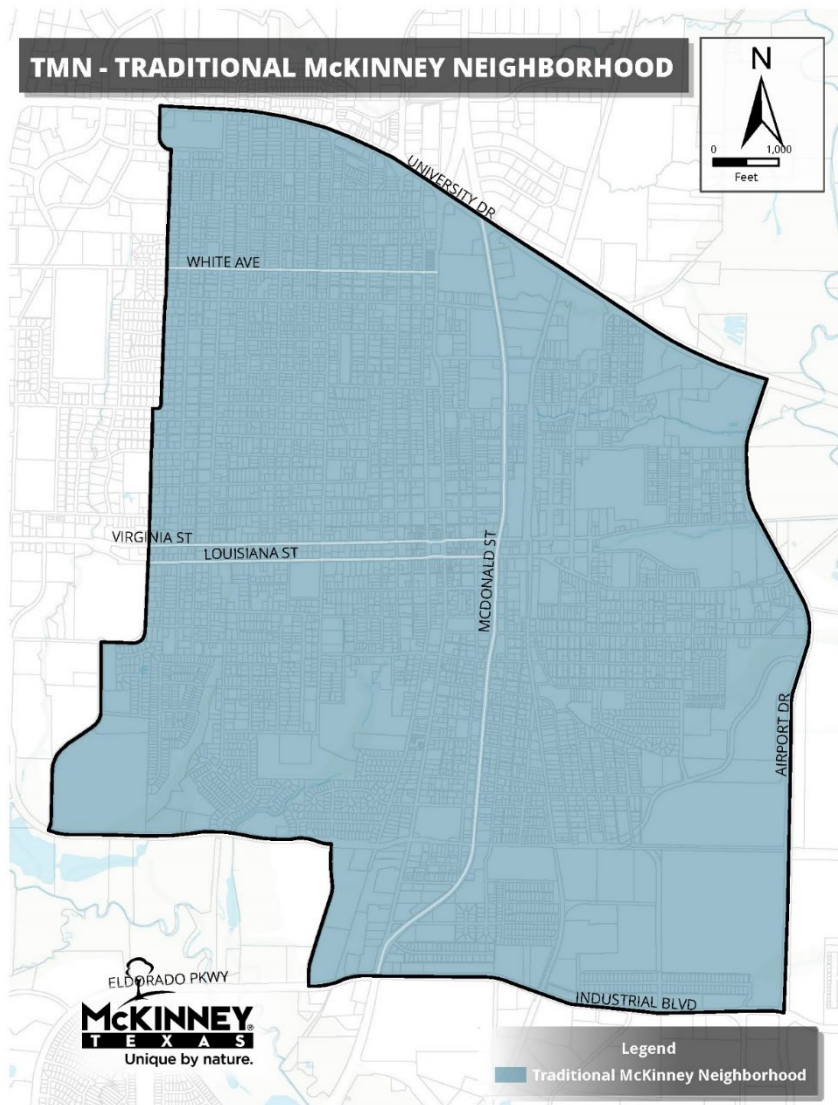 TMN - TRADITIONAL McKINNEY NEIGHBORHOOD
N
0 1,000
Feet
UNIVERSITY DR
WHITE AVE
VIRGINIA ST
LOUISIANA ST
MCDONALD ST
AIRPORT DR
ELDORADO PKWY
INDUSTRIAL BLVD
McKINNEY®
TEXAS
Unique by nature.
Legend
Traditional McKinney Neighborhood